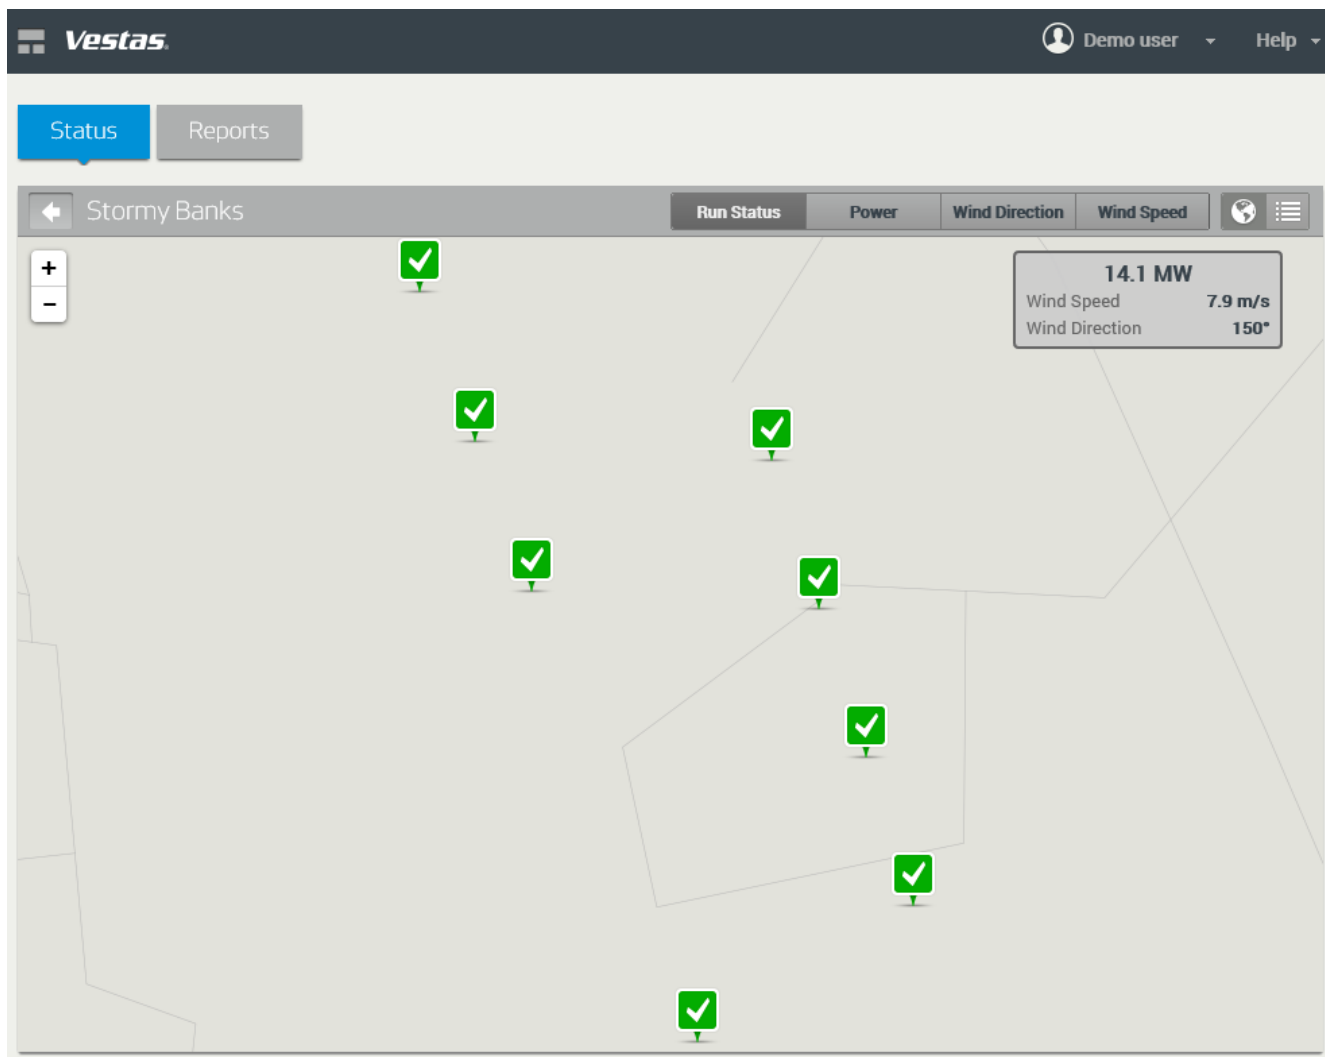 Vestas.
Demo user
Help
Status
Reports
Stormy Banks
Run Status
Power
Wind Direction
Wind Speed
+
−
14.1 MW
Wind Speed 7.9 m/s
Wind Direction 150°